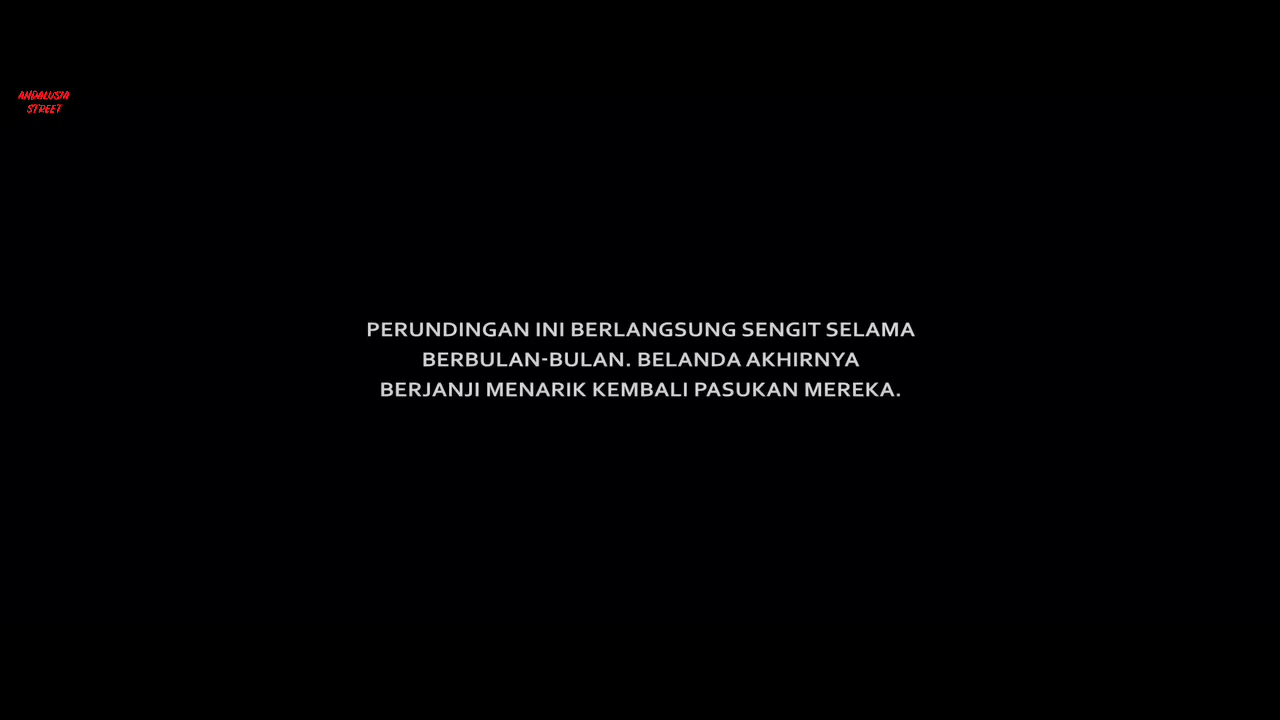 ANDALUSIA
STREET
PERUNDINGAN INI BERLANGSUNG SENGIT SELAMA
BERBULAN-BULAN. BELANDA AKHIRNYA
BERJANJI MENARIK KEMBALI PASUKAN MEREKA.